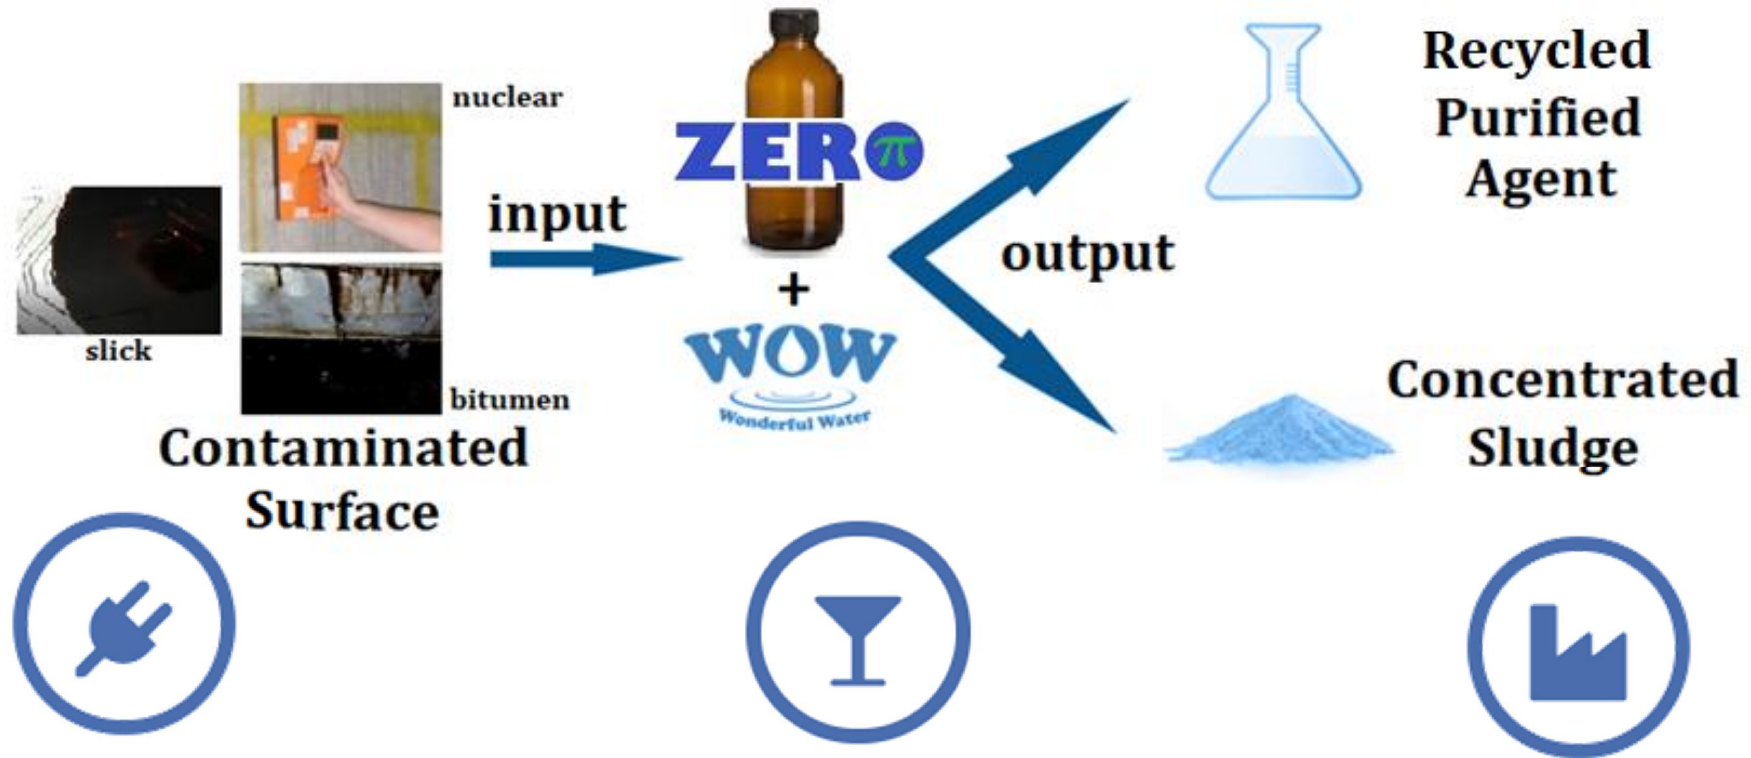 nuclear
slick
bitumen
Contaminated
Surface
input
ZERO
π
+
WOW
Wonderful Water
output
Recycled
Purified
Agent
Concentrated
Sludge